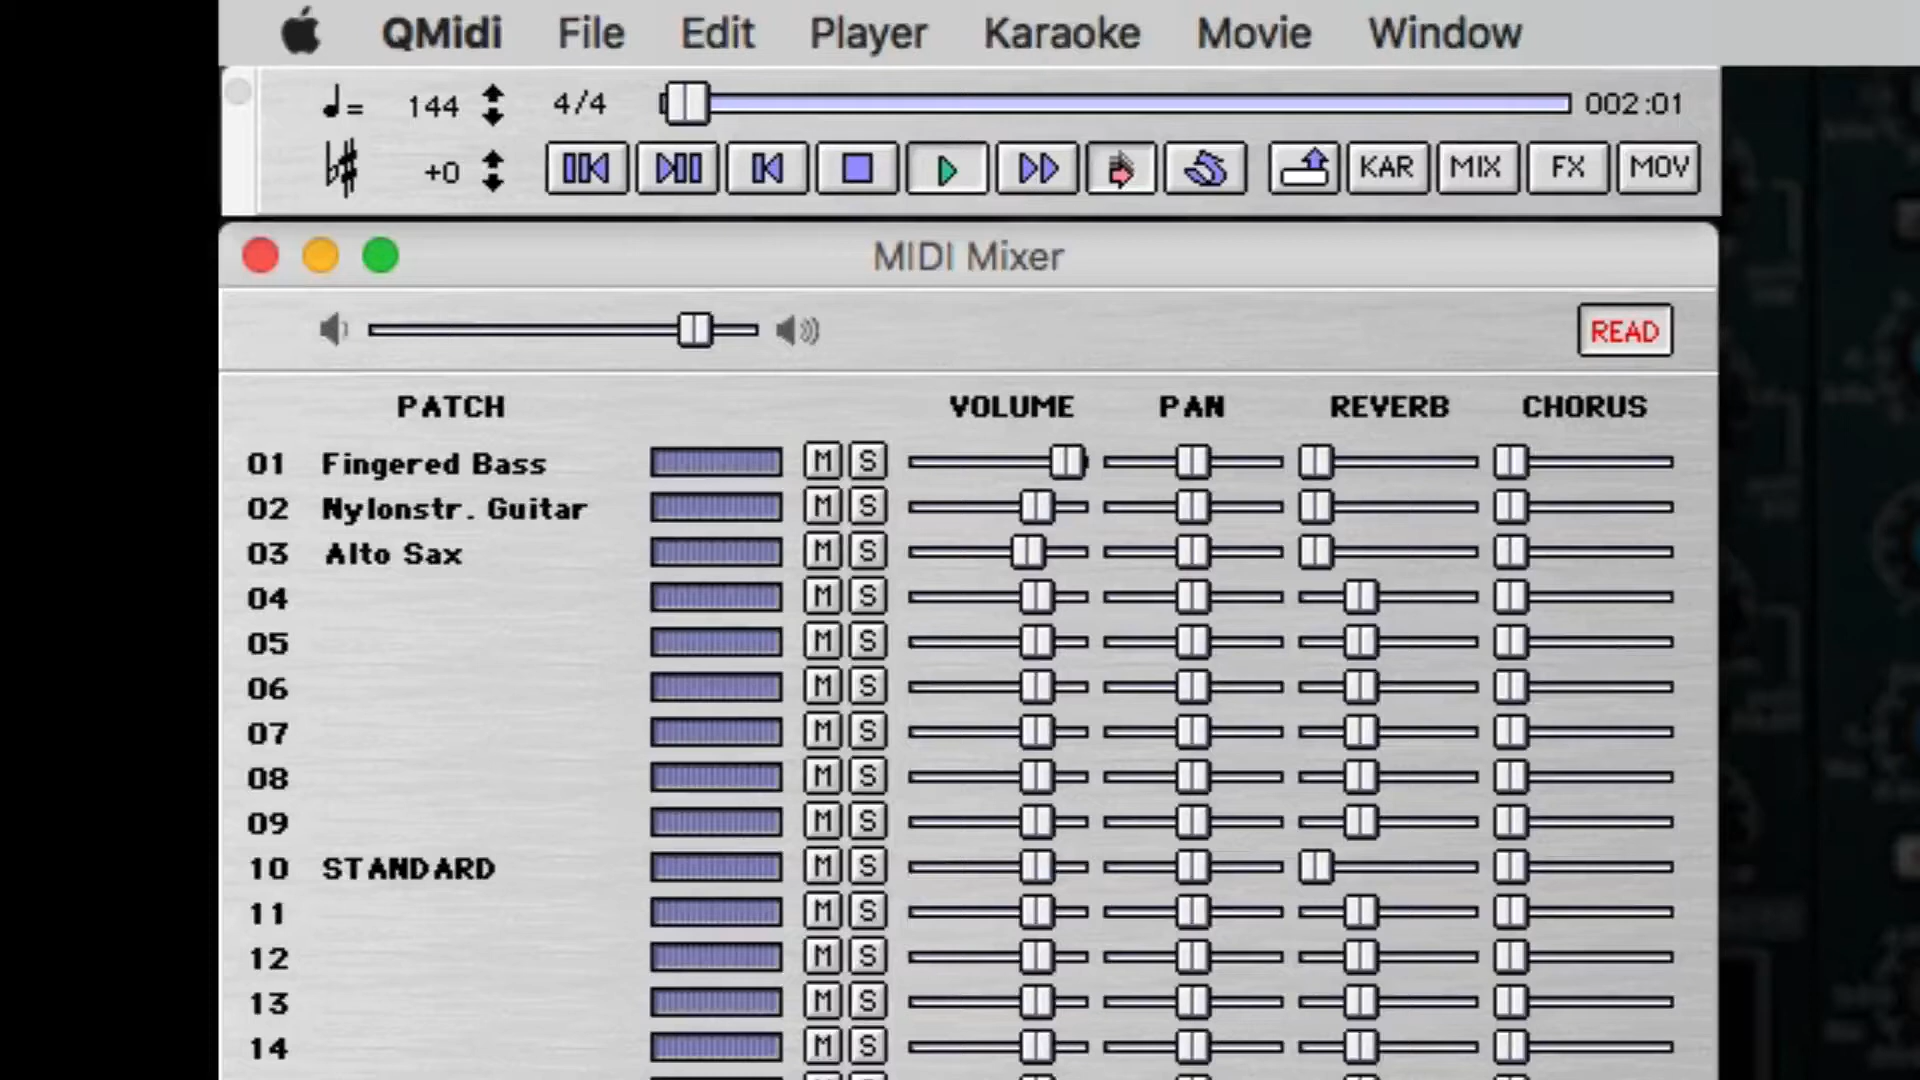 QMidi File Edit Player Karaoke Movie Window
♩= 144 4/4 002:01
♭♯ +0 KAR MIX FX MOV
MIDI Mixer
READ
PATCH VOLUME PAN REVERB CHORUS
01 Fingered Bass M S
02 Nylonstr. Guitar M S
03 Alto Sax M S
04 M S
05 M S
06 M S
07 M S
08 M S
09 M S
10 STANDARD M S
11 M S
12 M S
13 M S
14 M S